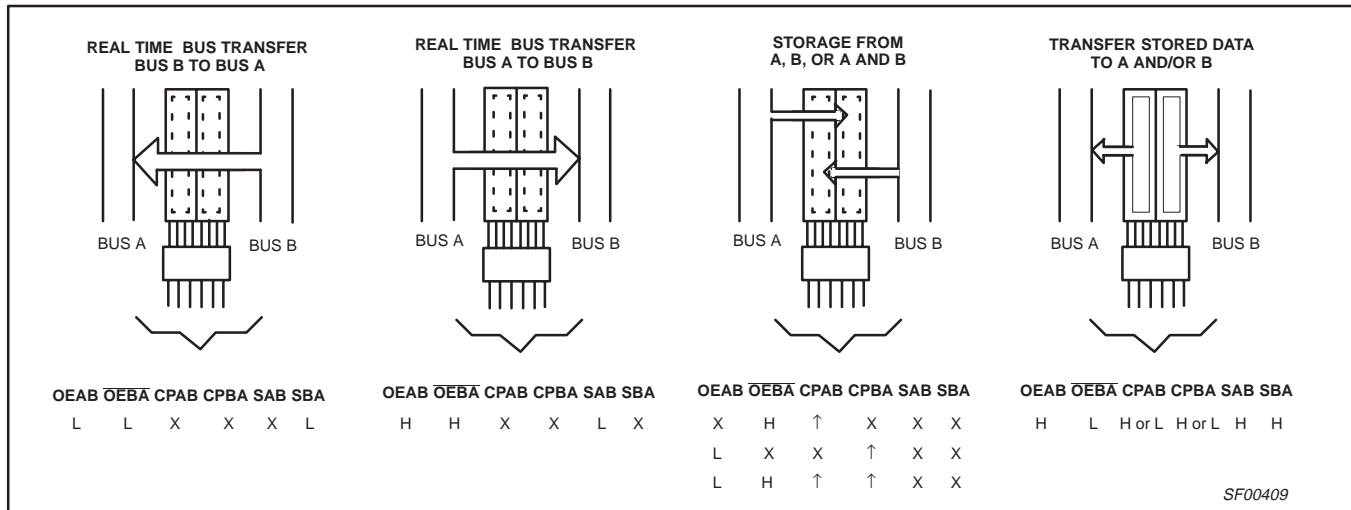 REAL TIME BUS TRANSFER
BUS B TO BUS A
BUS A
BUS B
OEAB OEBA CPAB CPBA SAB SBA
L L X X X L
REAL TIME BUS TRANSFER
BUS A TO BUS B
BUS A
BUS B
OEAB OEBA CPAB CPBA SAB SBA
H H X X L X
STORAGE FROM
A, B, OR A AND B
BUS A
BUS B
OEAB OEBA CPAB CPBA SAB SBA
X H ↑ X X X
L X X ↑ X X
L H ↑ ↑ X X
TRANSFER STORED DATA
TO A AND/OR B
BUS A
BUS B
OEAB OEBA CPAB CPBA SAB SBA
H L H or L H or L H H
SF00409